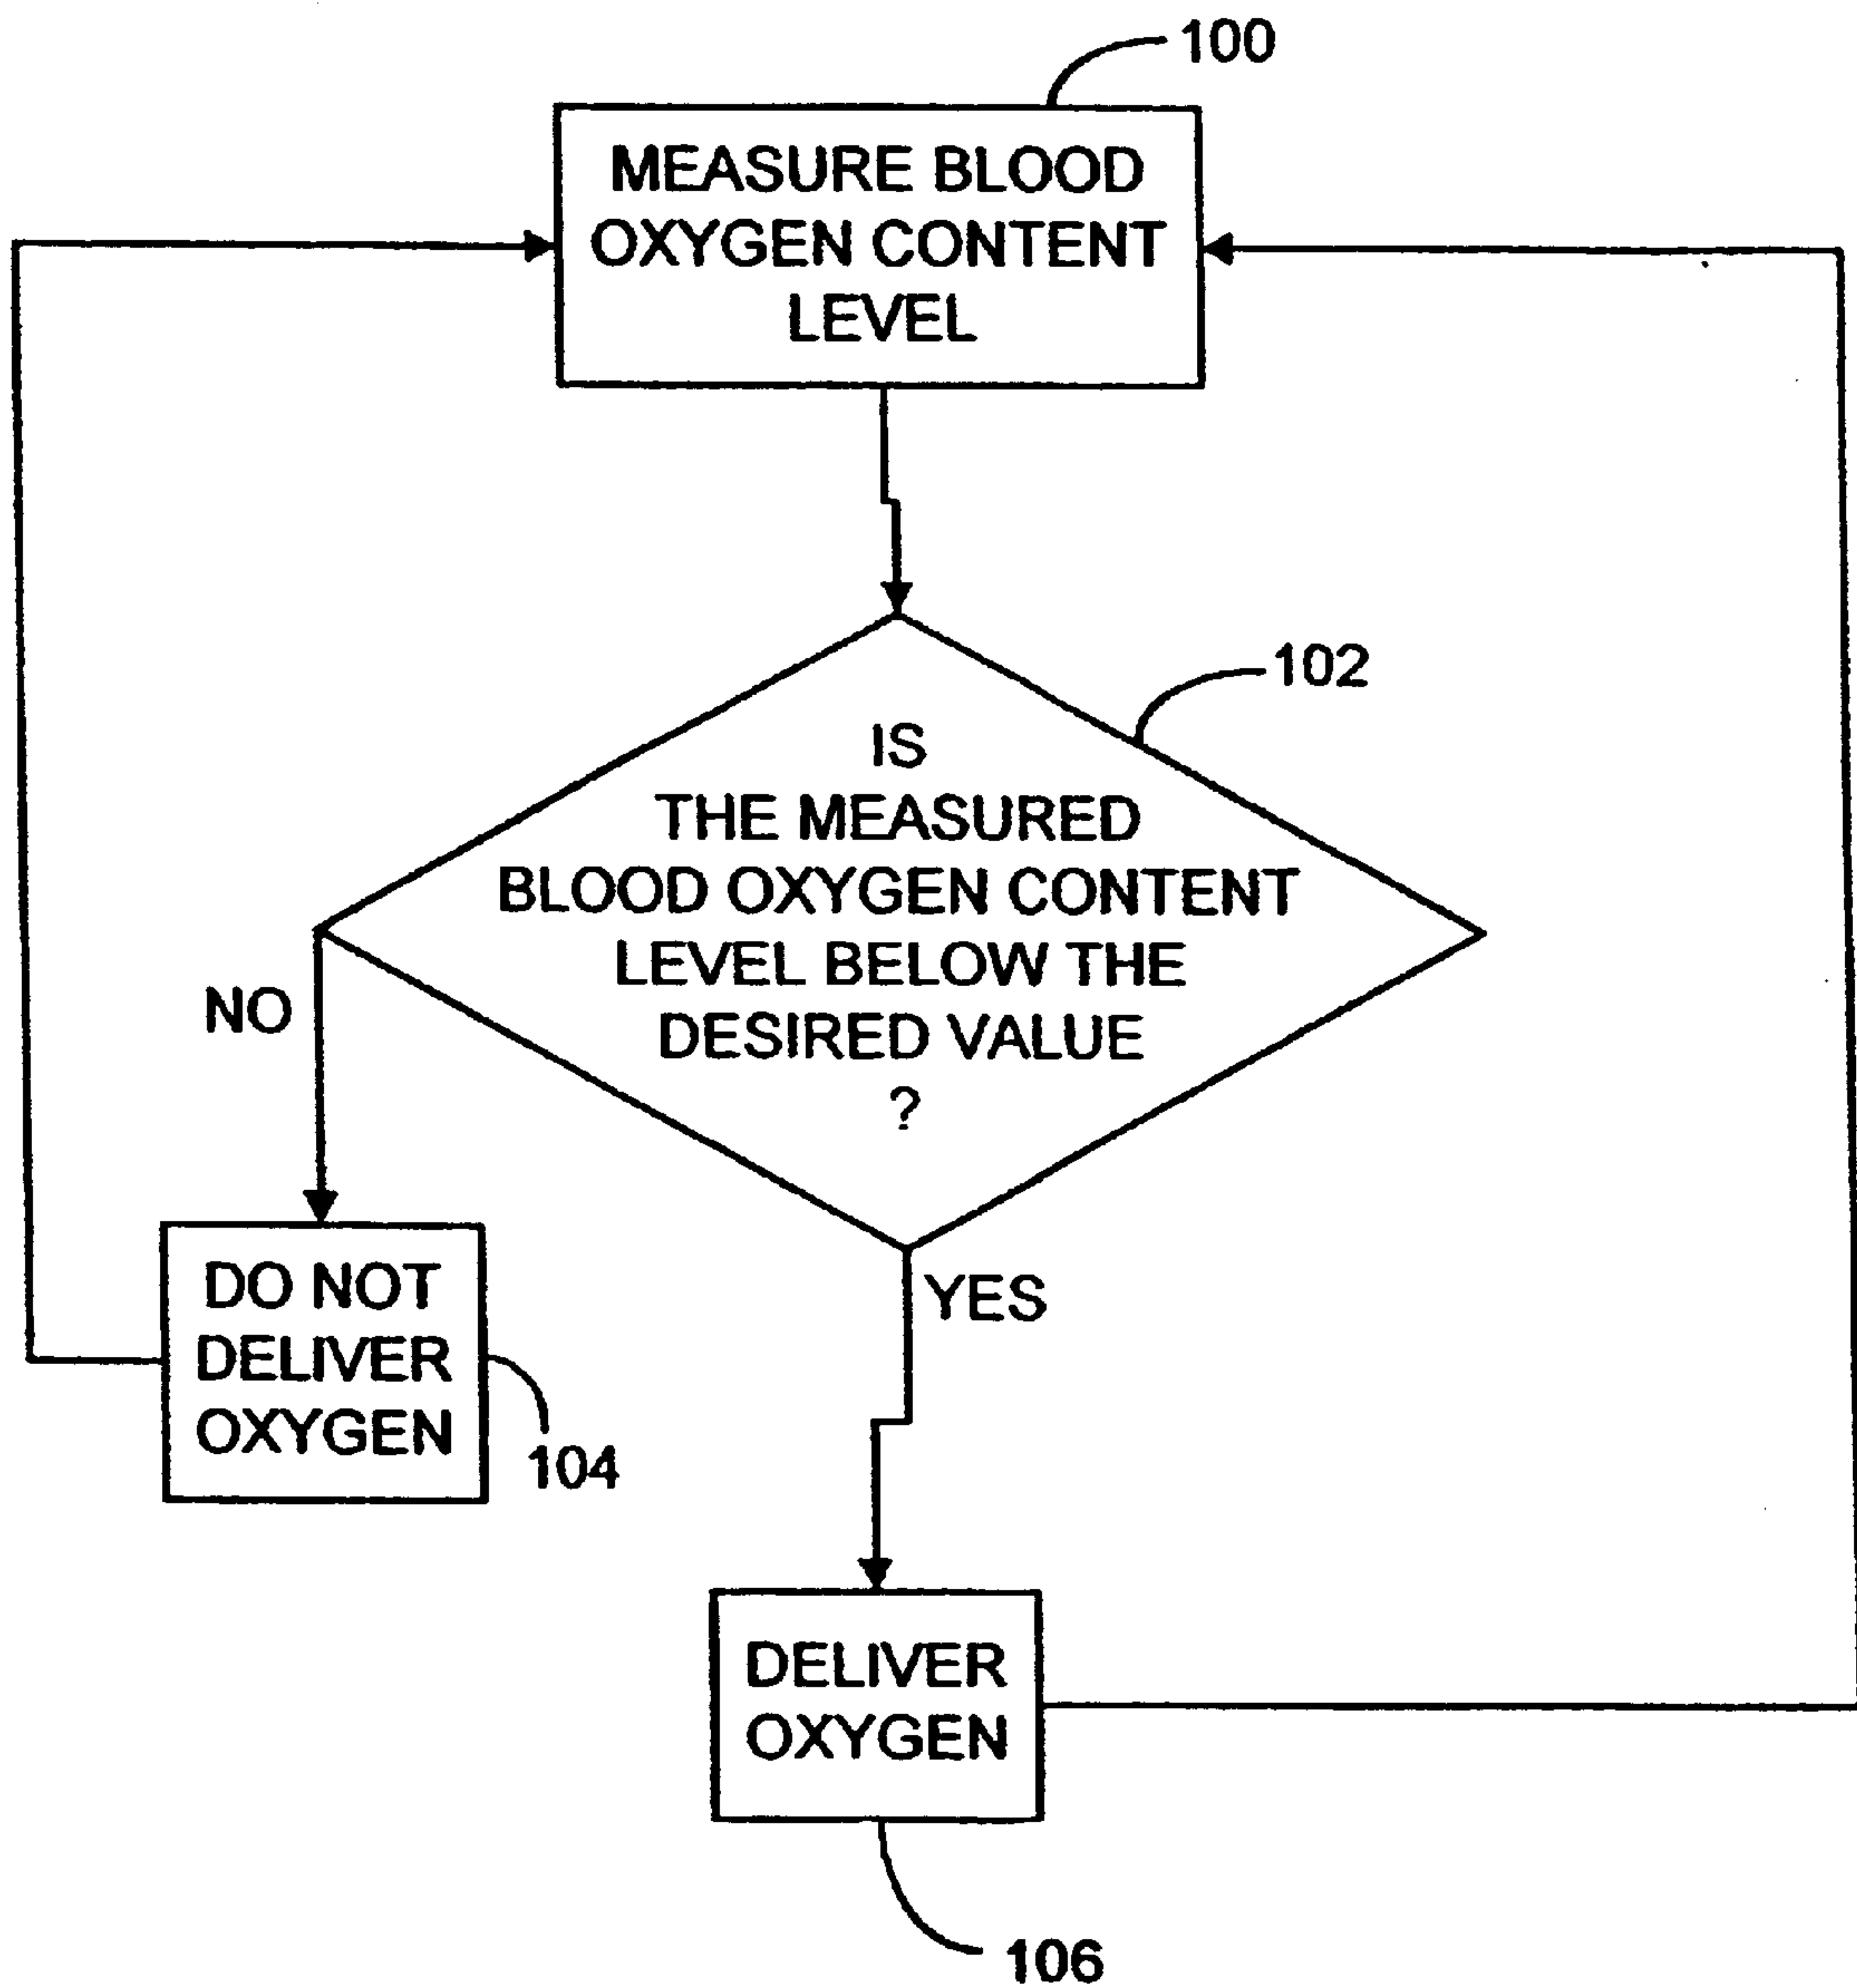 100
MEASURE BLOOD
OXYGEN CONTENT
LEVEL
102
IS
THE MEASURED
BLOOD OXYGEN CONTENT
LEVEL BELOW THE
DESIRED VALUE
?
NO
YES
DO NOT
DELIVER
OXYGEN
104
DELIVER
OXYGEN
106